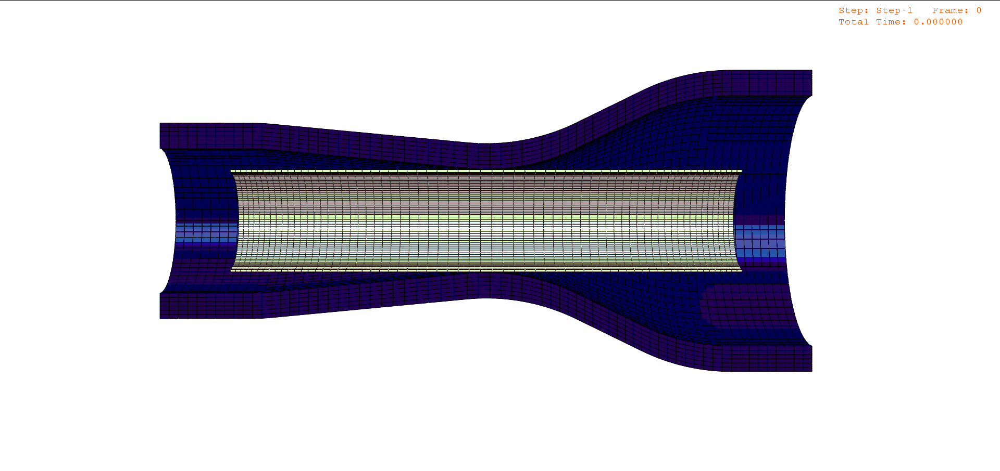 Step: Step-1   Frame: 0
Total Time: 0.000000